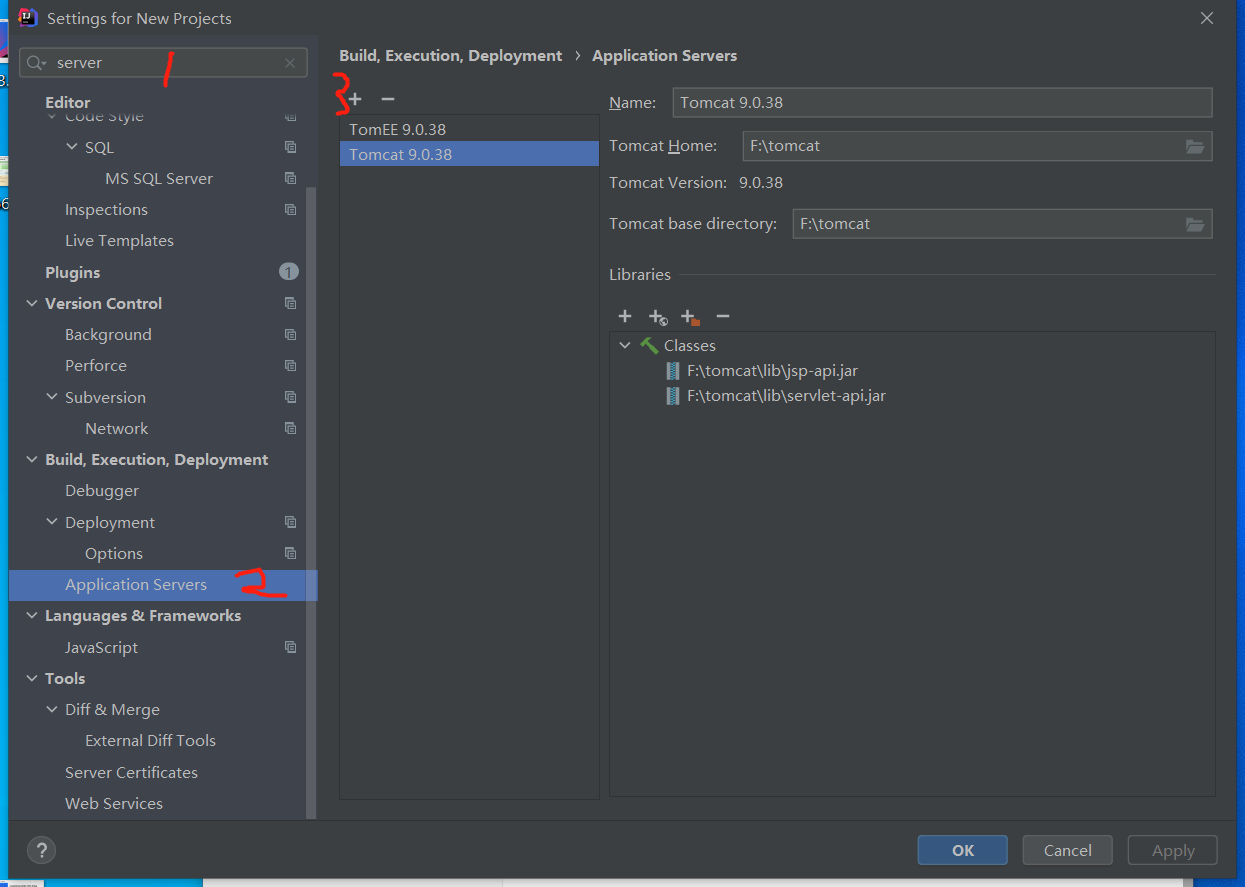 Settings for New Projects
server
1
Editor
Code Style
SQL
MS SQL Server
Inspections
Live Templates
Plugins 1
Version Control
Background
Perforce
Subversion
Network
Build, Execution, Deployment
Debugger
Deployment
Options
Application Servers 2
Languages & Frameworks
JavaScript
Tools
Diff & Merge
External Diff Tools
Server Certificates
Web Services
Build, Execution, Deployment › Application Servers
3
TomEE 9.0.38
Tomcat 9.0.38
Name: Tomcat 9.0.38
Tomcat Home: F:\tomcat
Tomcat Version: 9.0.38
Tomcat base directory: F:\tomcat
Libraries
Classes
F:\tomcat\lib\jsp-api.jar
F:\tomcat\lib\servlet-api.jar
?
OK Cancel Apply